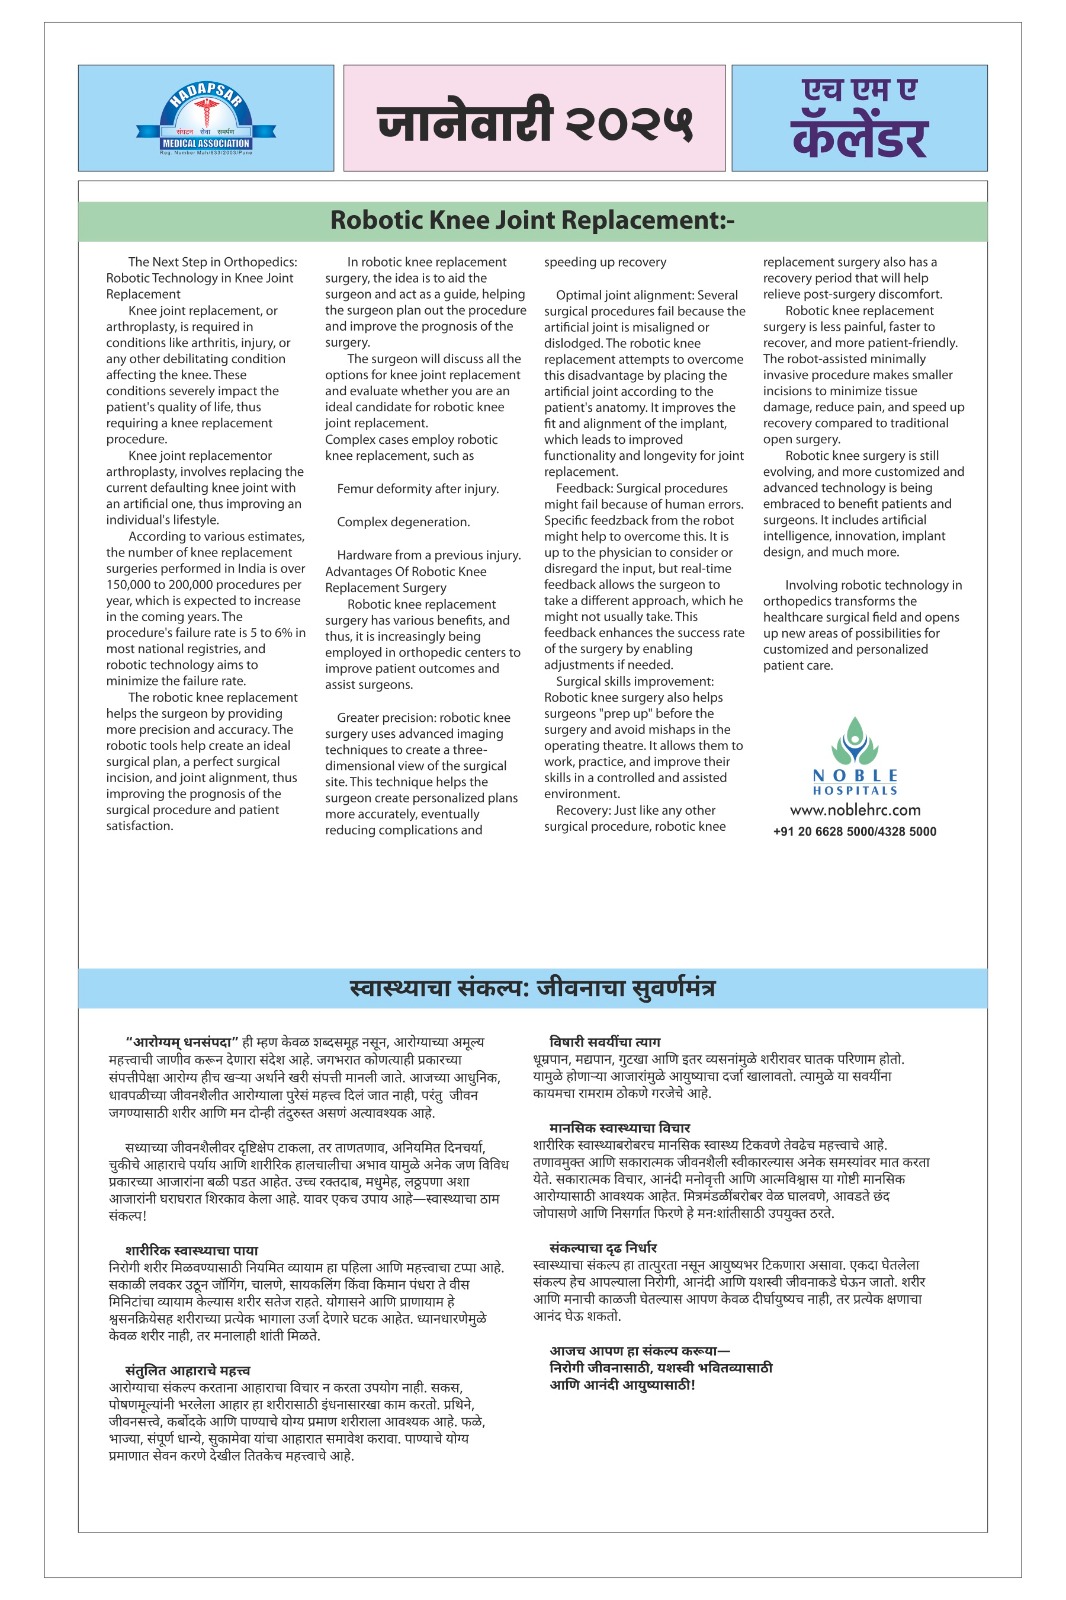 HADAPSAR
संघटन सेवा समर्पण
MEDICAL ASSOCIATION
जानेवारी २०२५
एच एम ए
कॅलेंडर
Robotic Knee Joint Replacement:-
The Next Step in Orthopedics:
Robotic Technology in Knee Joint
Replacement
Knee joint replacement, or
arthroplasty, is required in
conditions like arthritis, injury, or
any other debilitating condition
affecting the knee. These
conditions severely impact the
patient's quality of life, thus
requiring a knee replacement
procedure.
Knee joint replacementor
arthroplasty, involves replacing the
current defaulting knee joint with
an artificial one, thus improving an
individual's lifestyle.
According to various estimates,
the number of knee replacement
surgeries performed in India is over
150,000 to 200,000 procedures per
year, which is expected to increase
in the coming years. The
procedure's failure rate is 5 to 6% in
most national registries, and
robotic technology aims to
minimize the failure rate.
The robotic knee replacement
helps the surgeon by providing
more precision and accuracy. The
robotic tools help create an ideal
surgical plan, a perfect surgical
incision, and joint alignment, thus
improving the prognosis of the
surgical procedure and patient
satisfaction.
In robotic knee replacement
surgery, the idea is to aid the
surgeon and act as a guide, helping
the surgeon plan out the procedure
and improve the prognosis of the
surgery.
The surgeon will discuss all the
options for knee joint replacement
and evaluate whether you are an
ideal candidate for robotic knee
joint replacement.
Complex cases employ robotic
knee replacement, such as
Femur deformity after injury.
Complex degeneration.
Hardware from a previous injury.
Advantages Of Robotic Knee
Replacement Surgery
Robotic knee replacement
surgery has various benefits, and
thus, it is increasingly being
employed in orthopedic centers to
improve patient outcomes and
assist surgeons.
Greater precision: robotic knee
surgery uses advanced imaging
techniques to create a three-
dimensional view of the surgical
site. This technique helps the
surgeon create personalized plans
more accurately, eventually
reducing complications and
speeding up recovery
Optimal joint alignment: Several
surgical procedures fail because the
artificial joint is misaligned or
dislodged. The robotic knee
replacement attempts to overcome
this disadvantage by placing the
artificial joint according to the
patient's anatomy. It improves the
fit and alignment of the implant,
which leads to improved
functionality and longevity for joint
replacement.
Feedback: Surgical procedures
might fail because of human errors.
Specific feedzback from the robot
might help to overcome this. It is
up to the physician to consider or
disregard the input, but real-time
feedback allows the surgeon to
take a different approach, which he
might not usually take. This
feedback enhances the success rate
of the surgery by enabling
adjustments if needed.
Surgical skills improvement:
Robotic knee surgery also helps
surgeons "prep up" before the
surgery and avoid mishaps in the
operating theatre. It allows them to
work, practice, and improve their
skills in a controlled and assisted
environment.
Recovery: Just like any other
surgical procedure, robotic knee
replacement surgery also has a
recovery period that will help
relieve post-surgery discomfort.
Robotic knee replacement
surgery is less painful, faster to
recover, and more patient-friendly.
The robot-assisted minimally
invasive procedure makes smaller
incisions to minimize tissue
damage, reduce pain, and speed up
recovery compared to traditional
open surgery.
Robotic knee surgery is still
evolving, and more customized and
advanced technology is being
embraced to benefit patients and
surgeons. It includes artificial
intelligence, innovation, implant
design, and much more.
Involving robotic technology in
orthopedics transforms the
healthcare surgical field and opens
up new areas of possibilities for
customized and personalized
patient care.
NOBLE
HOSPITALS
www.noblehrc.com
+91 20 6628 5000/4328 5000
स्वास्थ्याचा संकल्प: जीवनाचा सुवर्णमंत्र
“आरोग्यम् धनसंपदा” ही म्हण केवळ शब्दसमूह नसून, आरोग्याच्या अमूल्य
महत्त्वाची जाणीव करून देणारा संदेश आहे. जगभरात कोणत्याही प्रकारच्या
संपत्तीपेक्षा आरोग्य हीच खऱ्या अर्थाने खरी संपत्ती मानली जाते. आजच्या आधुनिक,
धावपळीच्या जीवनशैलीत आरोग्याला पुरेसं महत्त्व दिलं जात नाही, परंतु जीवन
जगण्यासाठी शरीर आणि मन दोन्ही तंदुरुस्त असणं अत्यावश्यक आहे.
सध्याच्या जीवनशैलीवर दृष्टिक्षेप टाकला, तर ताणतणाव, अनियमित दिनचर्या,
चुकीचे आहाराचे पर्याय आणि शारीरिक हालचालीचा अभाव यामुळे अनेक जण विविध
प्रकारच्या आजारांना बळी पडत आहेत. उच्च रक्तदाब, मधुमेह, लठ्ठपणा अशा
आजारांनी घराघरात शिरकाव केला आहे. यावर एकच उपाय आहे—स्वास्थ्याचा ठाम
संकल्प!
शारीरिक स्वास्थ्याचा पाया
निरोगी शरीर मिळवण्यासाठी नियमित व्यायाम हा पहिला आणि महत्त्वाचा टप्पा आहे.
सकाळी लवकर उठून जॉगिंग, चालणे, सायकलिंग किंवा किमान पंधरा ते वीस
मिनिटांचा व्यायाम केल्यास शरीर सतेज राहते. योगासने आणि प्राणायाम हे
श्वसनक्रियेसह शरीराच्या प्रत्येक भागाला उर्जा देणारे घटक आहेत. ध्यानधारणेमुळे
केवळ शरीर नाही, तर मनालाही शांती मिळते.
संतुलित आहाराचे महत्त्व
आरोग्याचा संकल्प करताना आहाराचा विचार न करता उपयोग नाही. सकस,
पोषणमूल्यांनी भरलेला आहार हा शरीरासाठी इंधनासारखा काम करतो. प्रथिने,
जीवनसत्त्वे, कर्बोदके आणि पाण्याचे योग्य प्रमाण शरीराला आवश्यक आहे. फळे,
भाज्या, संपूर्ण धान्ये, सुकामेवा यांचा आहारात समावेश करावा. पाण्याचे योग्य
प्रमाणात सेवन करणे देखील तितकेच महत्त्वाचे आहे.
विषारी सवयींचा त्याग
धूम्रपान, मद्यपान, गुटखा आणि इतर व्यसनांमुळे शरीरावर घातक परिणाम होतो.
यामुळे होणाऱ्या आजारांमुळे आयुष्याचा दर्जा खालावतो. त्यामुळे या सवयींना
कायमचा रामराम ठोकणे गरजेचे आहे.
मानसिक स्वास्थ्याचा विचार
शारीरिक स्वास्थ्याबरोबरच मानसिक स्वास्थ्य टिकवणे तेवढेच महत्त्वाचे आहे.
तणावमुक्त आणि सकारात्मक जीवनशैली स्वीकारल्यास अनेक समस्यांवर मात करता
येते. सकारात्मक विचार, आनंदी मनोवृत्ती आणि आत्मविश्वास या गोष्टी मानसिक
आरोग्यासाठी आवश्यक आहेत. मित्रमंडळींबरोबर वेळ घालवणे, आवडते छंद
जोपासणे आणि निसर्गात फिरणे हे मनःशांतीसाठी उपयुक्त ठरते.
संकल्पाचा दृढ निर्धार
स्वास्थ्याचा संकल्प हा तात्पुरता नसून आयुष्यभर टिकणारा असावा. एकदा घेतलेला
संकल्प हेच आपल्याला निरोगी, आनंदी आणि यशस्वी जीवनाकडे घेऊन जातो. शरीर
आणि मनाची काळजी घेतल्यास आपण केवळ दीर्घायुष्यच नाही, तर प्रत्येक क्षणाचा
आनंद घेऊ शकतो.
आजच आपण हा संकल्प करूया—
निरोगी जीवनासाठी, यशस्वी भवितव्यासाठी
आणि आनंदी आयुष्यासाठी!